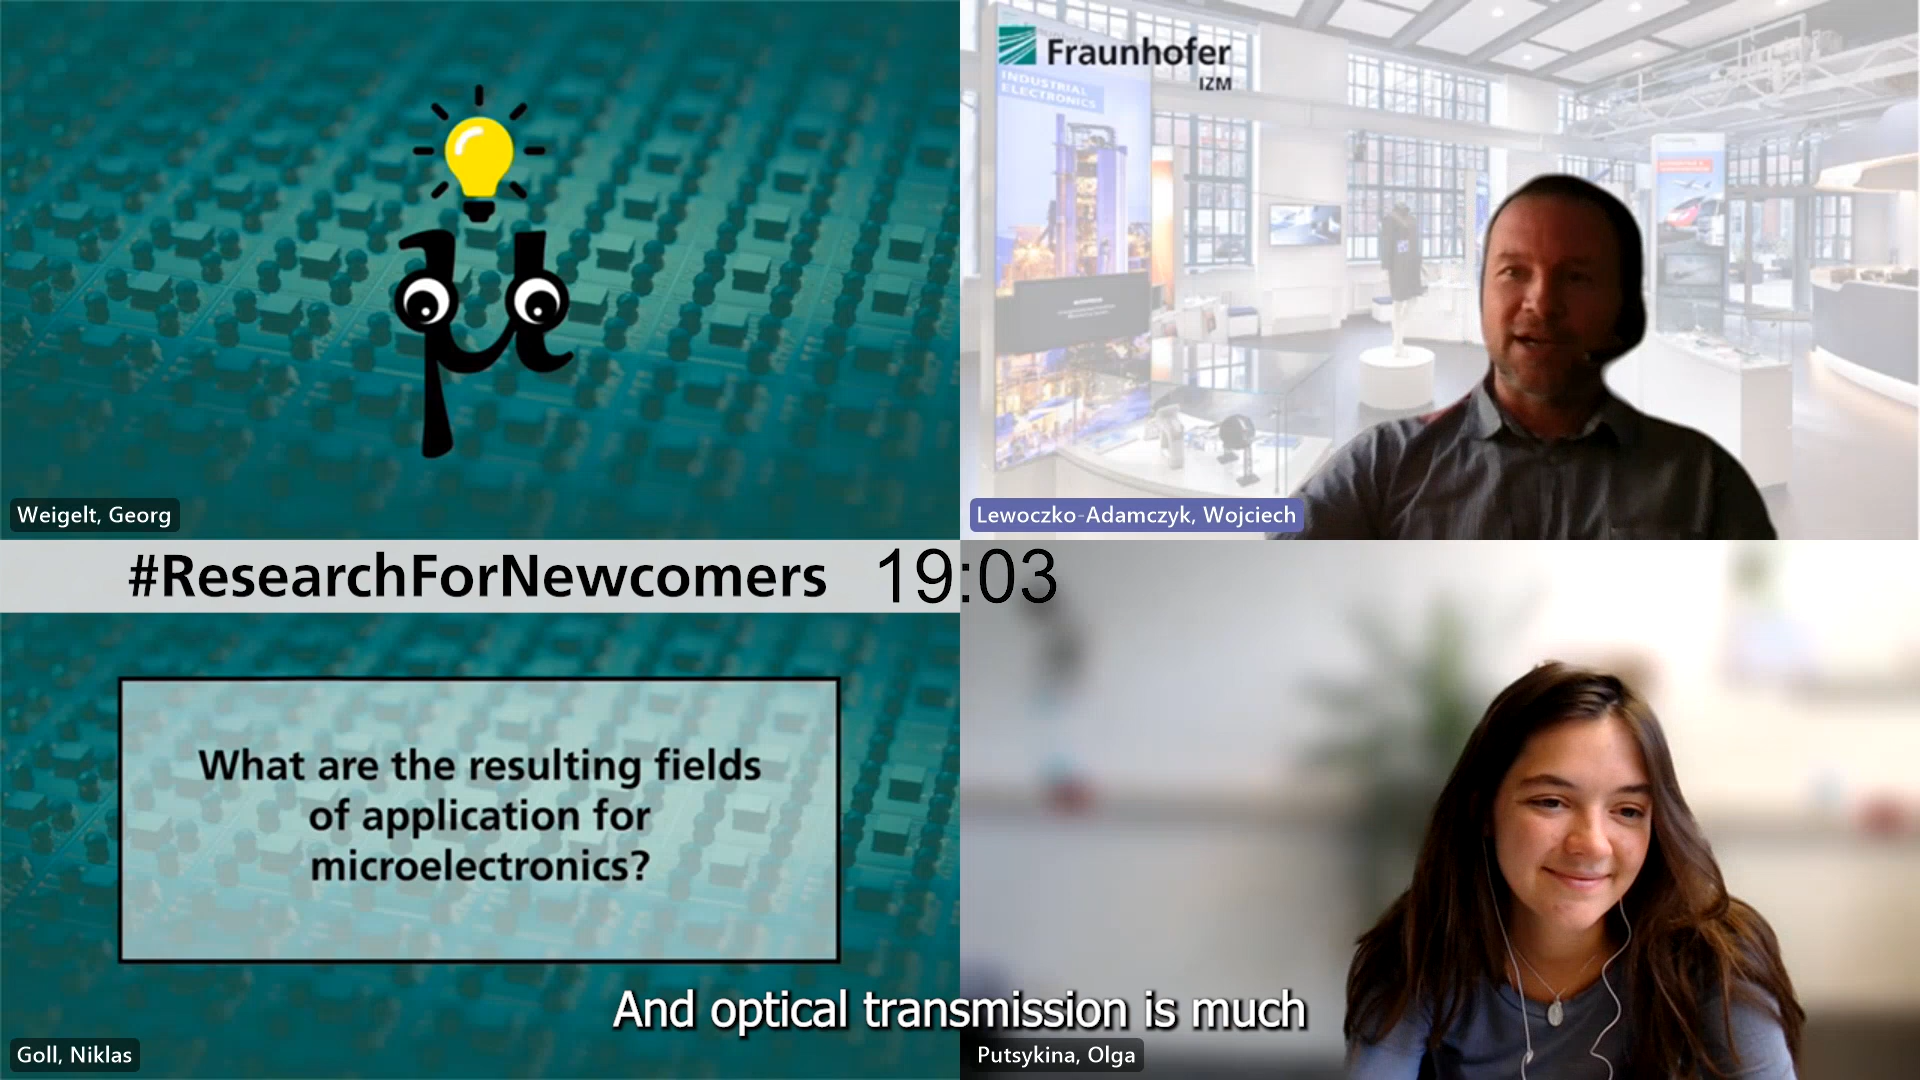 Fraunhofer
IZM
INDUSTRIAL
ELECTRONICS
µ
Weigelt, Georg
Lewoczko-Adamczyk, Wojciech
#ResearchForNewcomers
19:03
What are the resulting fields
of application for
microelectronics?
And optical transmission is much
Goll, Niklas
Putsykina, Olga